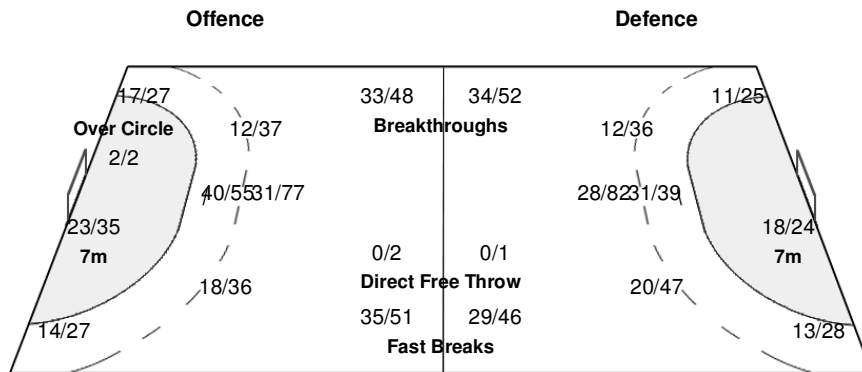 Offence Defence
17/27 33/48 34/52 11/25
Over Circle 12/37 Breakthroughs 12/36
2/2
40/55 31/77 28/82 31/39
23/35 18/24
7m 0/2 0/1 7m
Direct Free Throw
18/36 20/47
35/51 29/46
14/27 13/28
Fast Breaks